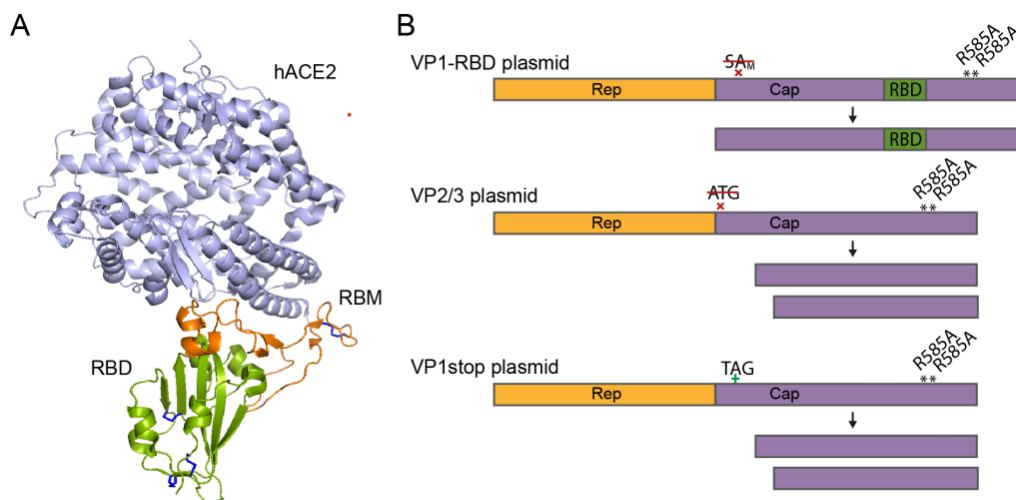 A
hACE2
RBM
RBD
B
VP1-RBD plasmid
SAM
R585A
R585A
**
Rep
Cap
RBD
RBD
VP2/3 plasmid
ATG
R585A
R585A
**
Rep
Cap
VP1stop plasmid
TAG
R585A
R585A
**
Rep
Cap